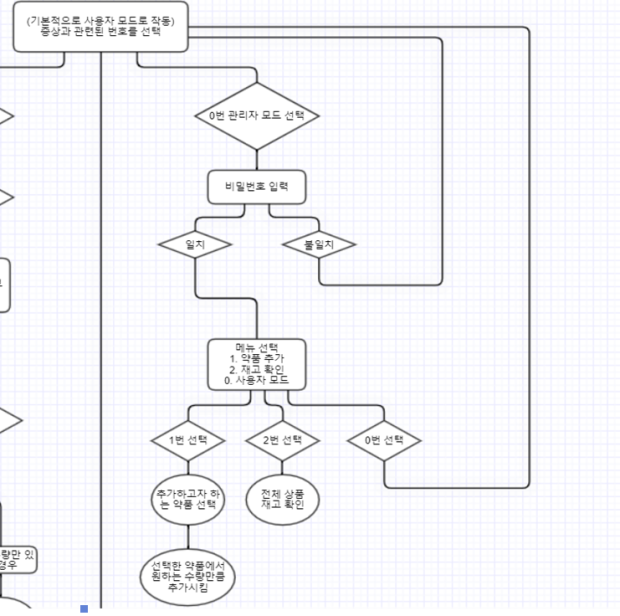 (기본적으로 사용자 모드로 작동)
증상과 관련된 번호를 선택
0번 관리자 모드 선택
비밀번호 입력
일치
불일치
메뉴 선택
1. 약품 추가
2. 재고 확인
0. 사용자 모드
1번 선택
2번 선택
0번 선택
추가하고자 하
는 약품 선택
전체 상품
재고 확인
선택한 약품에서
원하는 수량만큼
추가시킴
량만 있
경우